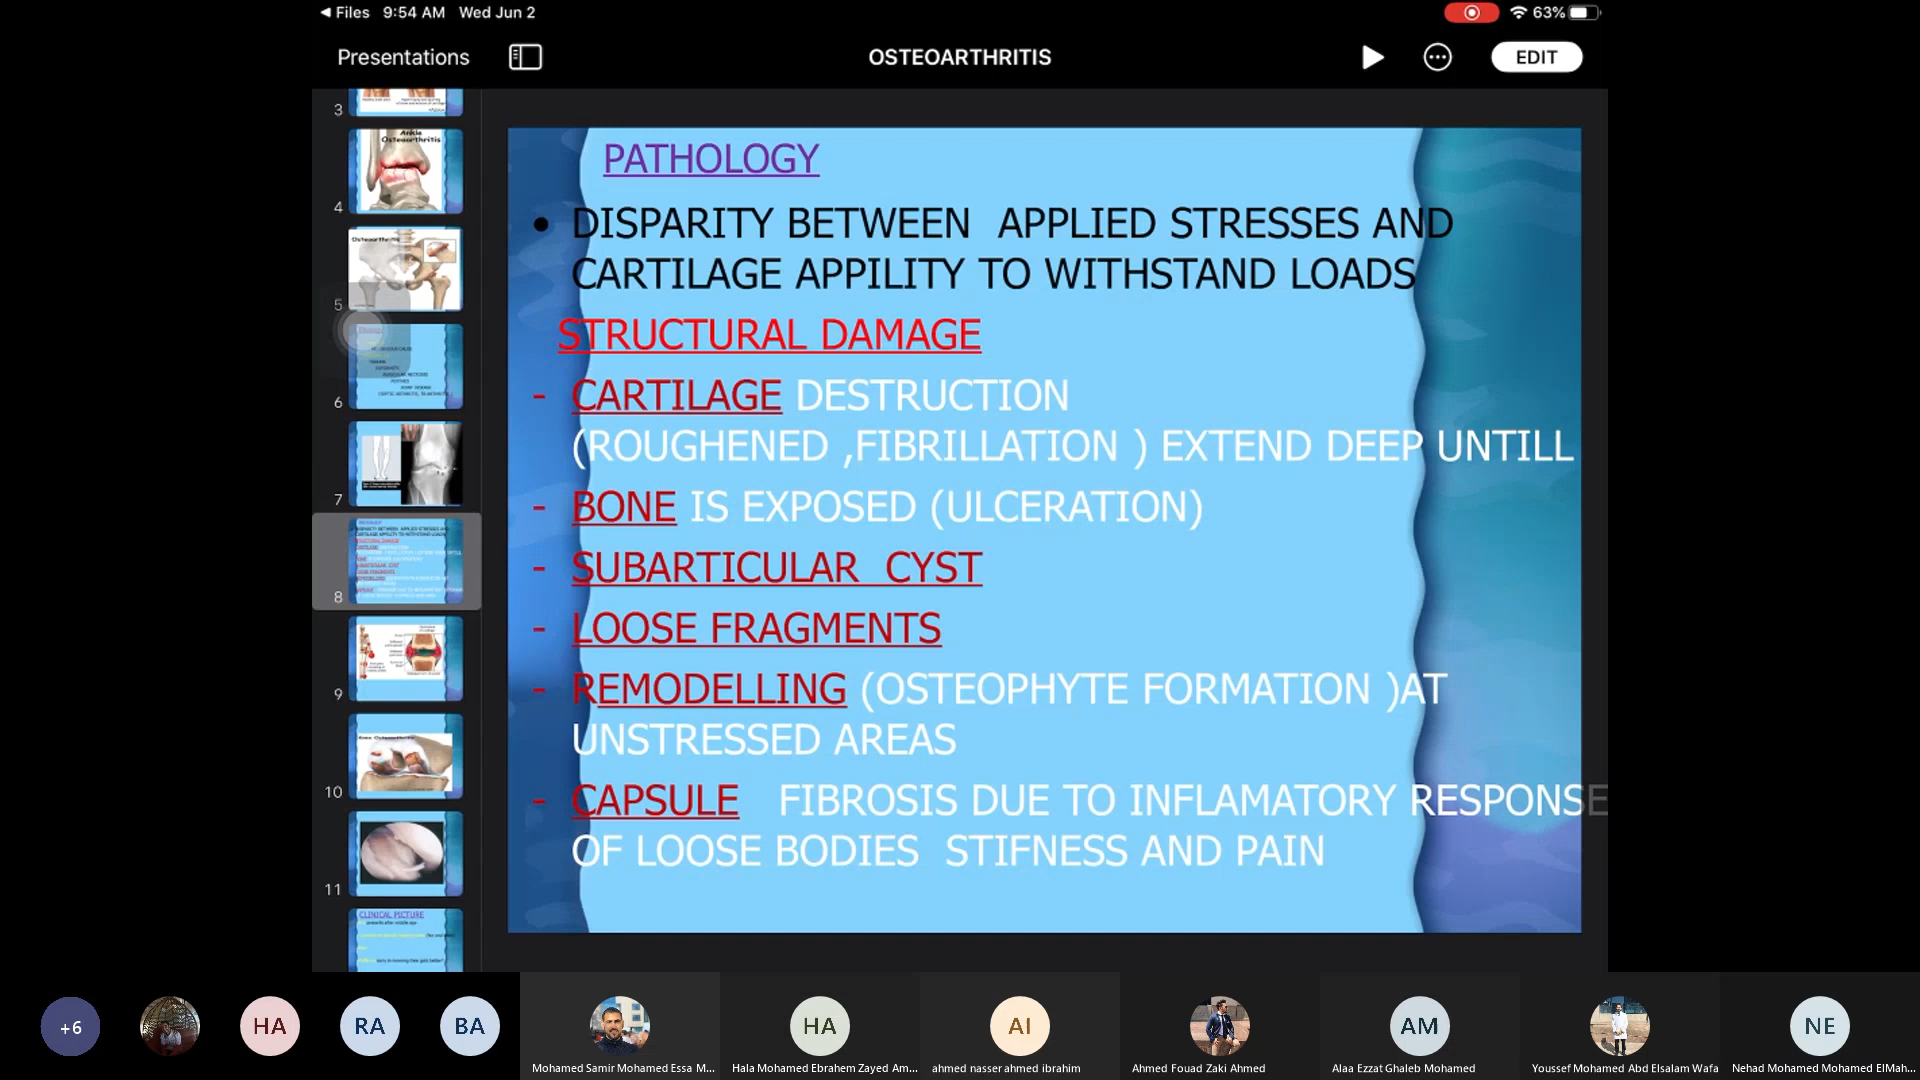 Files 9:54 AM Wed Jun 2
63%
Presentations
OSTEOARTHRITIS
EDIT
3
Ankle
Osteoarthritis
4
5
6
7
8
9
10
11
CLINICAL PICTURE
PATHOLOGY
• DISPARITY BETWEEN APPLIED STRESSES AND
CARTILAGE APPILITY TO WITHSTAND LOADS
STRUCTURAL DAMAGE
- CARTILAGE DESTRUCTION
(ROUGHENED ,FIBRILLATION ) EXTEND DEEP UNTILL
- BONE IS EXPOSED (ULCERATION)
- SUBARTICULAR CYST
- LOOSE FRAGMENTS
- REMODELLING (OSTEOPHYTE FORMATION )AT
UNSTRESSED AREAS
- CAPSULE FIBROSIS DUE TO INFLAMATORY RESPONSE
OF LOOSE BODIES STIFNESS AND PAIN
+6
HA
RA
BA
HA
AI
AM
NE
Mohamed Samir Mohamed Essa M...
Hala Mohamed Ebrahem Zayed Am...
ahmed nasser ahmed ibrahim
Ahmed Fouad Zaki Ahmed
Alaa Ezzat Ghaleb Mohamed
Youssef Mohamed Abd Elsalam Wafa
Nehad Mohamed Mohamed ElMah...